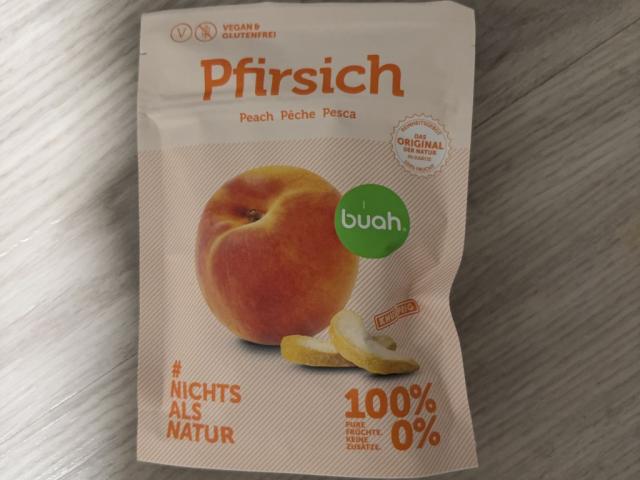 VEGAN &
GLUTENFREI
Pfirsich
Peach Pêche Pesca
DAS
ORIGINAL
DER NATUR
buah
KNUSPRIG
#
NICHTS
ALS
NATUR
100%
PURE
FRÜCHTE.
KEINE
ZUSÄTZE.
0%